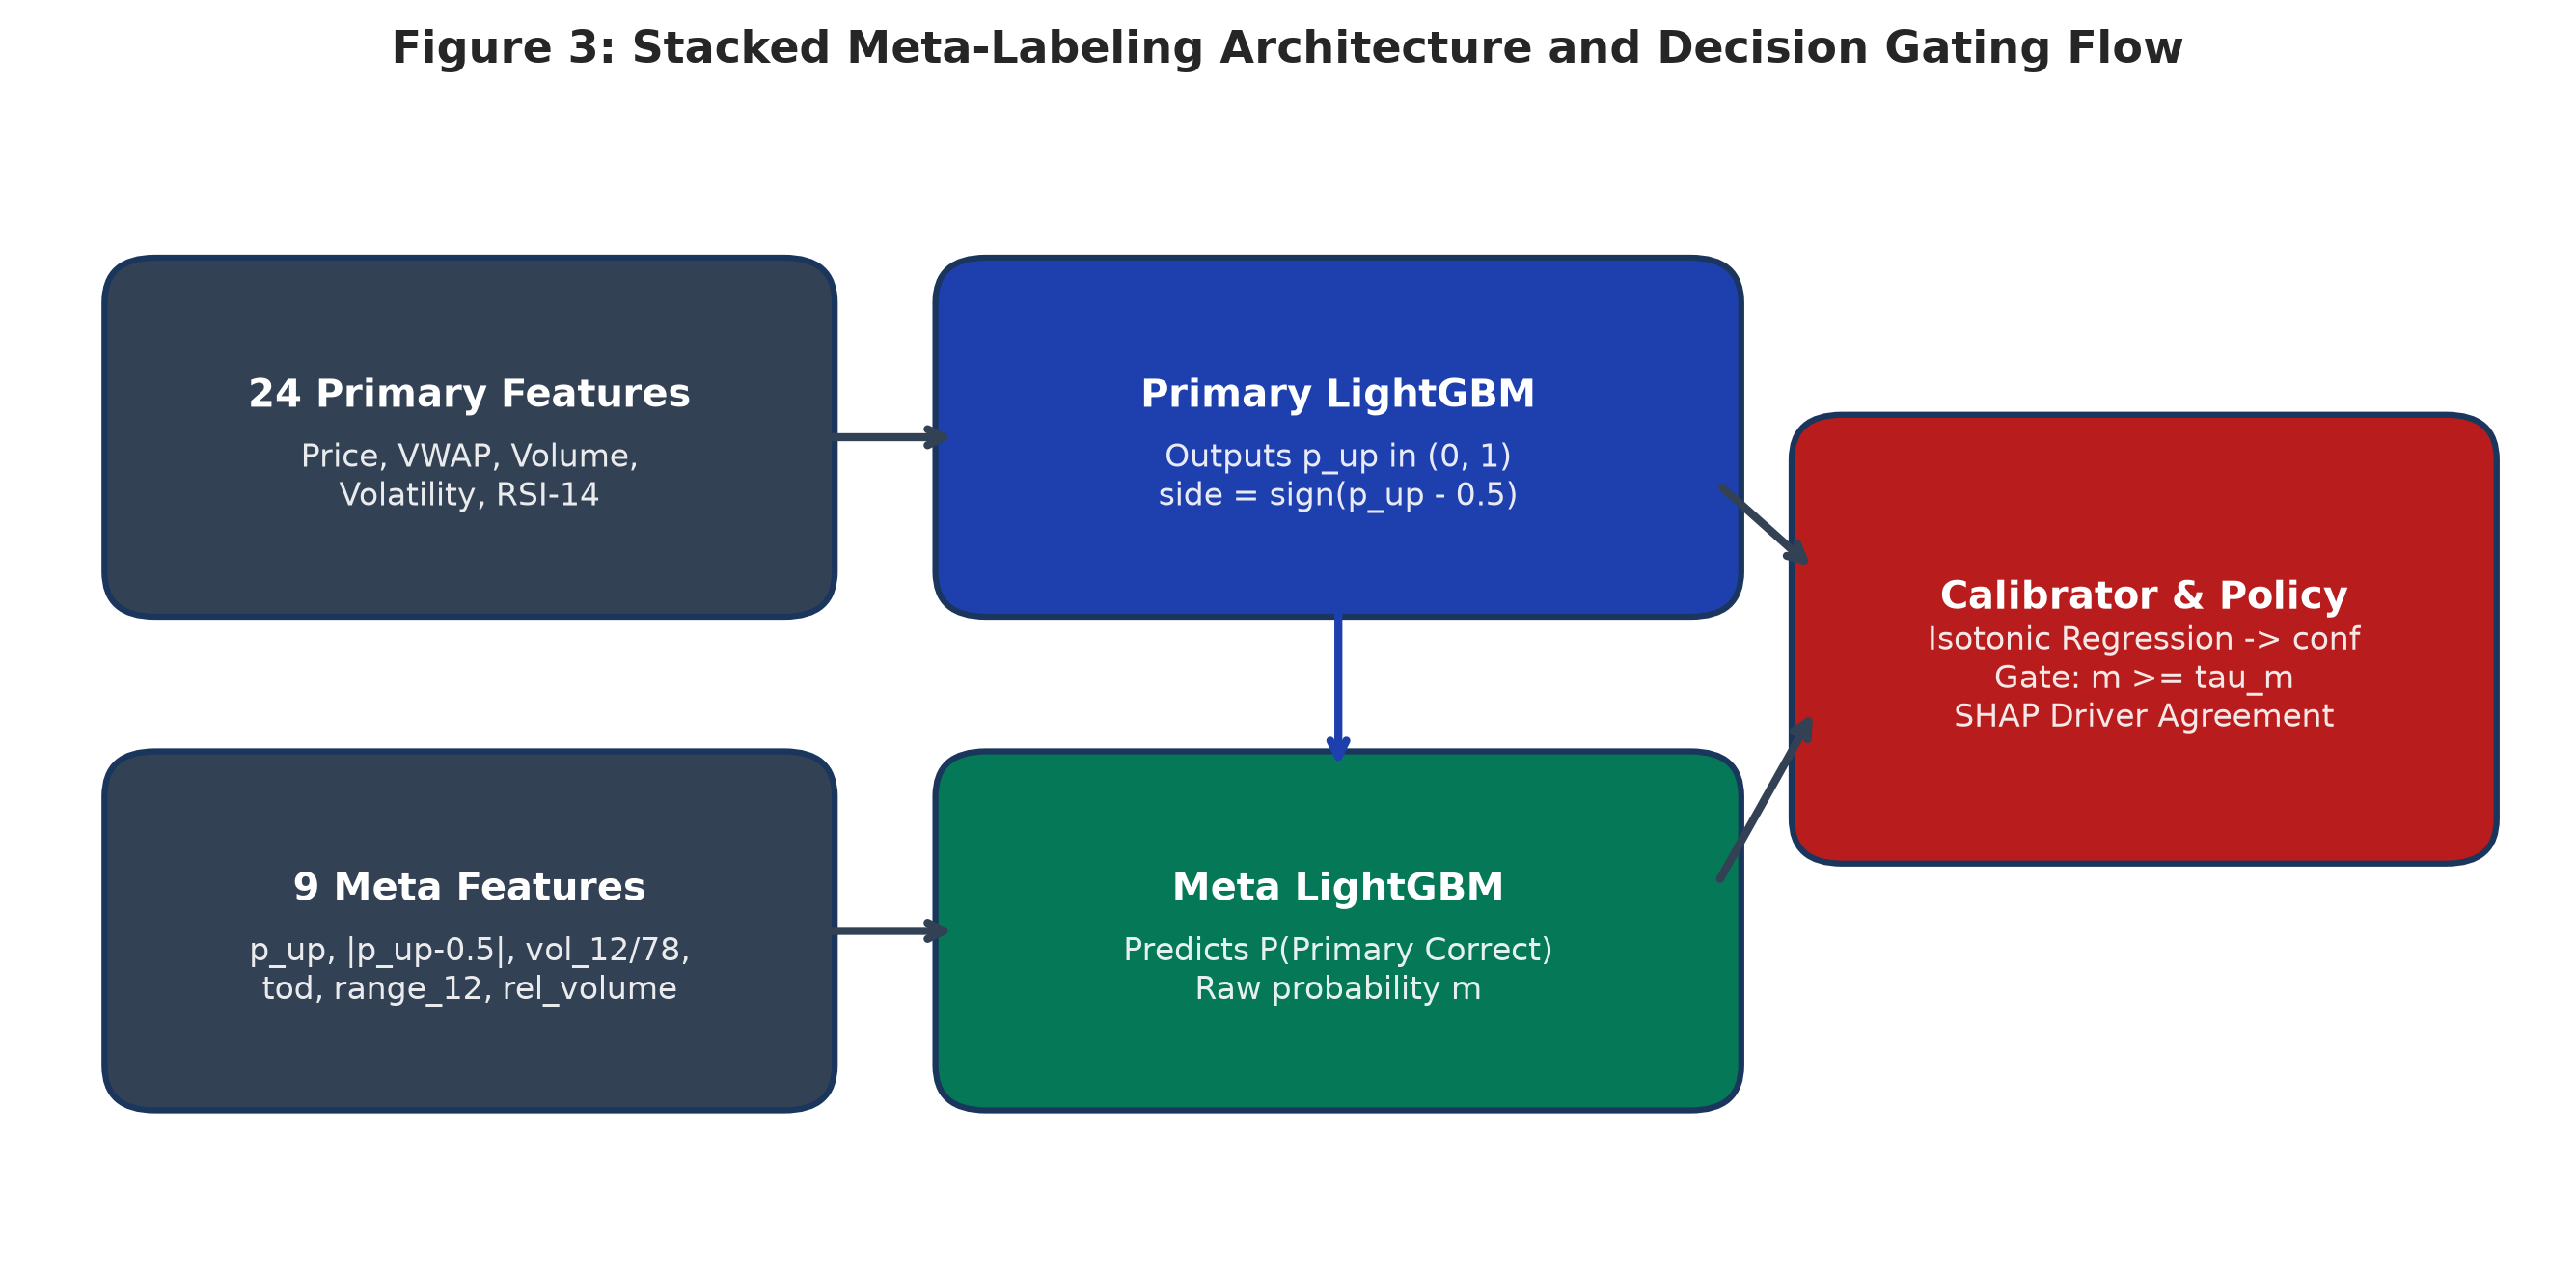 Figure 3: Stacked Meta-Labeling Architecture and Decision Gating Flow
24 Primary Features
Price, VWAP, Volume,
Volatility, RSI-14
Primary LightGBM
Outputs p_up in (0, 1)
side = sign(p_up - 0.5)
Calibrator & Policy
Isotonic Regression -> conf
Gate: m >= tau_m
SHAP Driver Agreement
9 Meta Features
p_up, |p_up-0.5|, vol_12/78,
tod, range_12, rel_volume
Meta LightGBM
Predicts P(Primary Correct)
Raw probability m